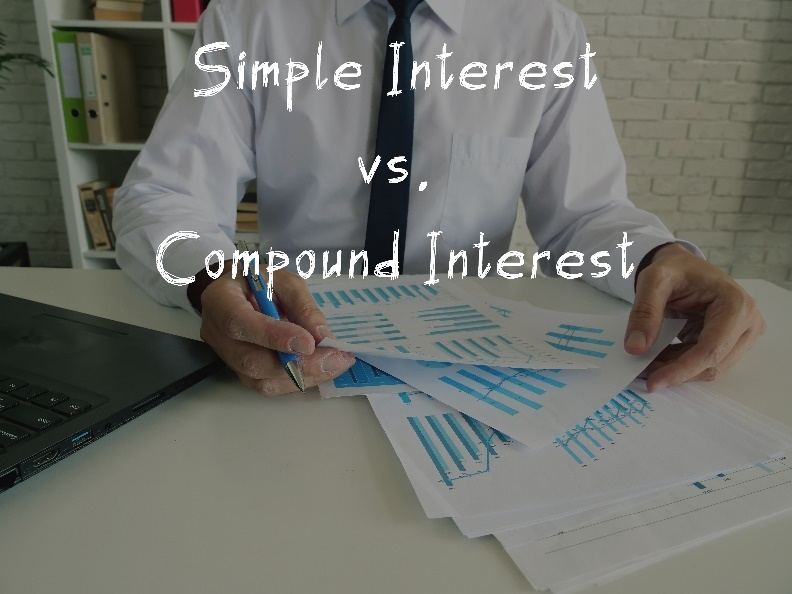 Simple Interest
vs.
Compound Interest